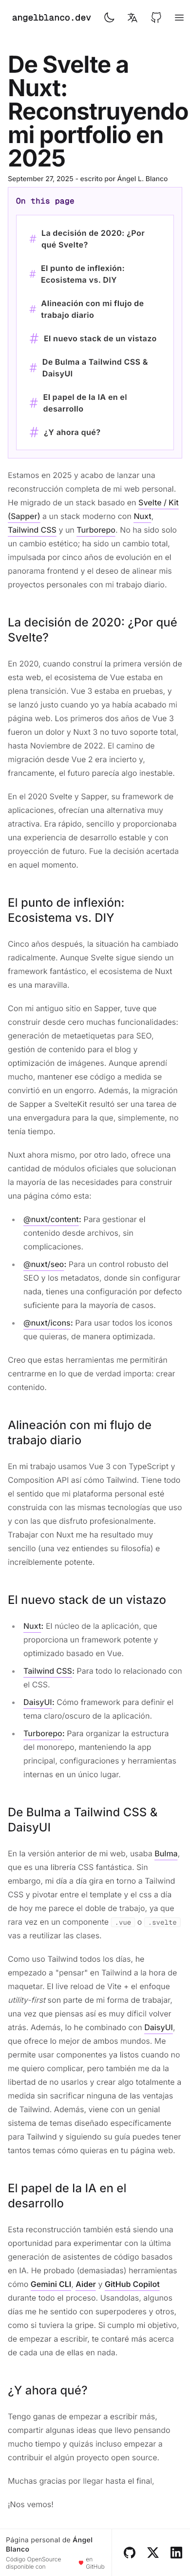 angelblanco.dev
De Svelte a
Nuxt:
Reconstruyendo
mi portfolio en
2025
September 27, 2025 - escrito por Ángel L. Blanco
On this page
# La decisión de 2020: ¿Por
qué Svelte?
# El punto de inflexión:
Ecosistema vs. DIY
# Alineación con mi flujo de
trabajo diario
# El nuevo stack de un vistazo
# De Bulma a Tailwind CSS &
DaisyUI
# El papel de la IA en el
desarrollo
# ¿Y ahora qué?
Estamos en 2025 y acabo de lanzar una
reconstrucción completa de mi web personal.
He migrado de un stack basado en Svelte / Kit
(Sapper) a un stack moderno con Nuxt,
Tailwind CSS y un Turborepo. No ha sido solo
un cambio estético; ha sido un cambio total,
impulsada por cinco años de evolución en el
panorama frontend y el deseo de alinear mis
proyectos personales con mi trabajo diario.
La decisión de 2020: ¿Por qué
Svelte?
En 2020, cuando construí la primera versión de
esta web, el ecosistema de Vue estaba en
plena transición. Vue 3 estaba en pruebas, y
se lanzó justo cuando yo ya había acabado mi
página web. Los primeros dos años de Vue 3
fueron un dolor y Nuxt 3 no tuvo soporte total,
hasta Noviembre de 2022. El camino de
migración desde Vue 2 era incierto y,
francamente, el futuro parecía algo inestable.
En el 2020 Svelte y Sapper, su framework de
aplicaciones, ofrecían una alternativa muy
atractiva. Era rápido, sencillo y proporcionaba
una experiencia de desarrollo estable y con
proyección de futuro. Fue la decisión acertada
en aquel momento.
El punto de inflexión:
Ecosistema vs. DIY
Cinco años después, la situación ha cambiado
radicalmente. Aunque Svelte sigue siendo un
framework fantástico, el ecosistema de Nuxt
es una maravilla.
Con mi antiguo sitio en Sapper, tuve que
construir desde cero muchas funcionalidades:
generación de metaetiquetas para SEO,
gestión de contenido para el blog y
optimización de imágenes. Aunque aprendí
mucho, mantener ese código a medida se
convirtió en un engorro. Además, la migración
de Sapper a SvelteKit resultó ser una tarea de
una envergadura para la que, simplemente, no
tenía tiempo.
Nuxt ahora mismo, por otro lado, ofrece una
cantidad de módulos oficiales que solucionan
la mayoría de las necesidades para construir
una página cómo esta:
• @nuxt/content: Para gestionar el
contenido desde archivos, sin
complicaciones.
• @nuxt/seo: Para un control robusto del
SEO y los metadatos, donde sin configurar
nada, tienes una configuración por defecto
suficiente para la mayoría de casos.
• @nuxt/icons: Para usar todos los iconos
que quieras, de manera optimizada.
Creo que estas herramientas me permitirán
centrarme en lo que de verdad importa: crear
contenido.
Alineación con mi flujo de
trabajo diario
En mi trabajo usamos Vue 3 con TypeScript y
Composition API así cómo Tailwind. Tiene todo
el sentido que mi plataforma personal esté
construida con las mismas tecnologías que uso
y con las que disfruto profesionalmente.
Trabajar con Nuxt me ha resultado muy
sencillo (una vez entiendes su filosofía) e
increíblemente potente.
El nuevo stack de un vistazo
• Nuxt: El núcleo de la aplicación, que
proporciona un framework potente y
optimizado basado en Vue.
• Tailwind CSS: Para todo lo relacionado con
el CSS.
• DaisyUI: Cómo framework para definir el
tema claro/oscuro de la aplicación.
• Turborepo: Para organizar la estructura
del monorepo, manteniendo la app
principal, configuraciones y herramientas
internas en un único lugar.
De Bulma a Tailwind CSS &
DaisyUI
En la versión anterior de mi web, usaba Bulma,
que es una librería CSS fantástica. Sin
embargo, mi día a día gira en torno a Tailwind
CSS y pivotar entre el template y el css a día
de hoy me parece el doble de trabajo, ya que
rara vez en un componente .vue o .svelte
vas a reutilizar las clases.
Como uso Tailwind todos los días, he
empezado a "pensar" en Tailwind a la hora de
maquetar. El live reload de Vite + el enfoque
utility-first son parte de mi forma de trabajar,
una vez que piensas así es muy difícil volver
atrás. Además, lo he combinado con DaisyUI,
que ofrece lo mejor de ambos mundos. Me
permite usar componentes ya listos cuando no
me quiero complicar, pero también me da la
libertad de no usarlos y crear algo totalmente a
medida sin sacrificar ninguna de las ventajas
de Tailwind. Además, viene con un genial
sistema de temas diseñado específicamente
para Tailwind y siguiendo su guía puedes tener
tantos temas cómo quieras en tu página web.
El papel de la IA en el
desarrollo
Esta reconstrucción también está siendo una
oportunidad para experimentar con la última
generación de asistentes de código basados
en IA. He probado (demasiadas) herramientas
cómo Gemini CLI, Aider y GitHub Copilot
durante todo el proceso. Usandolas, algunos
días me he sentido con superpoderes y otros,
como si tuviera la gripe. Si cumplo mi objetivo,
de empezar a escribir, te contaré más acerca
de cada una de ellas en nada.
¿Y ahora qué?
Tengo ganas de empezar a escribir más,
compartir algunas ideas que llevo pensando
mucho tiempo y quizás incluso empezar a
contribuir el algún proyecto open source.
Muchas gracias por llegar hasta el final,
¡Nos vemos!
Página personal de Ángel
Blanco
Código OpenSource
disponible con ♥ en
GitHub